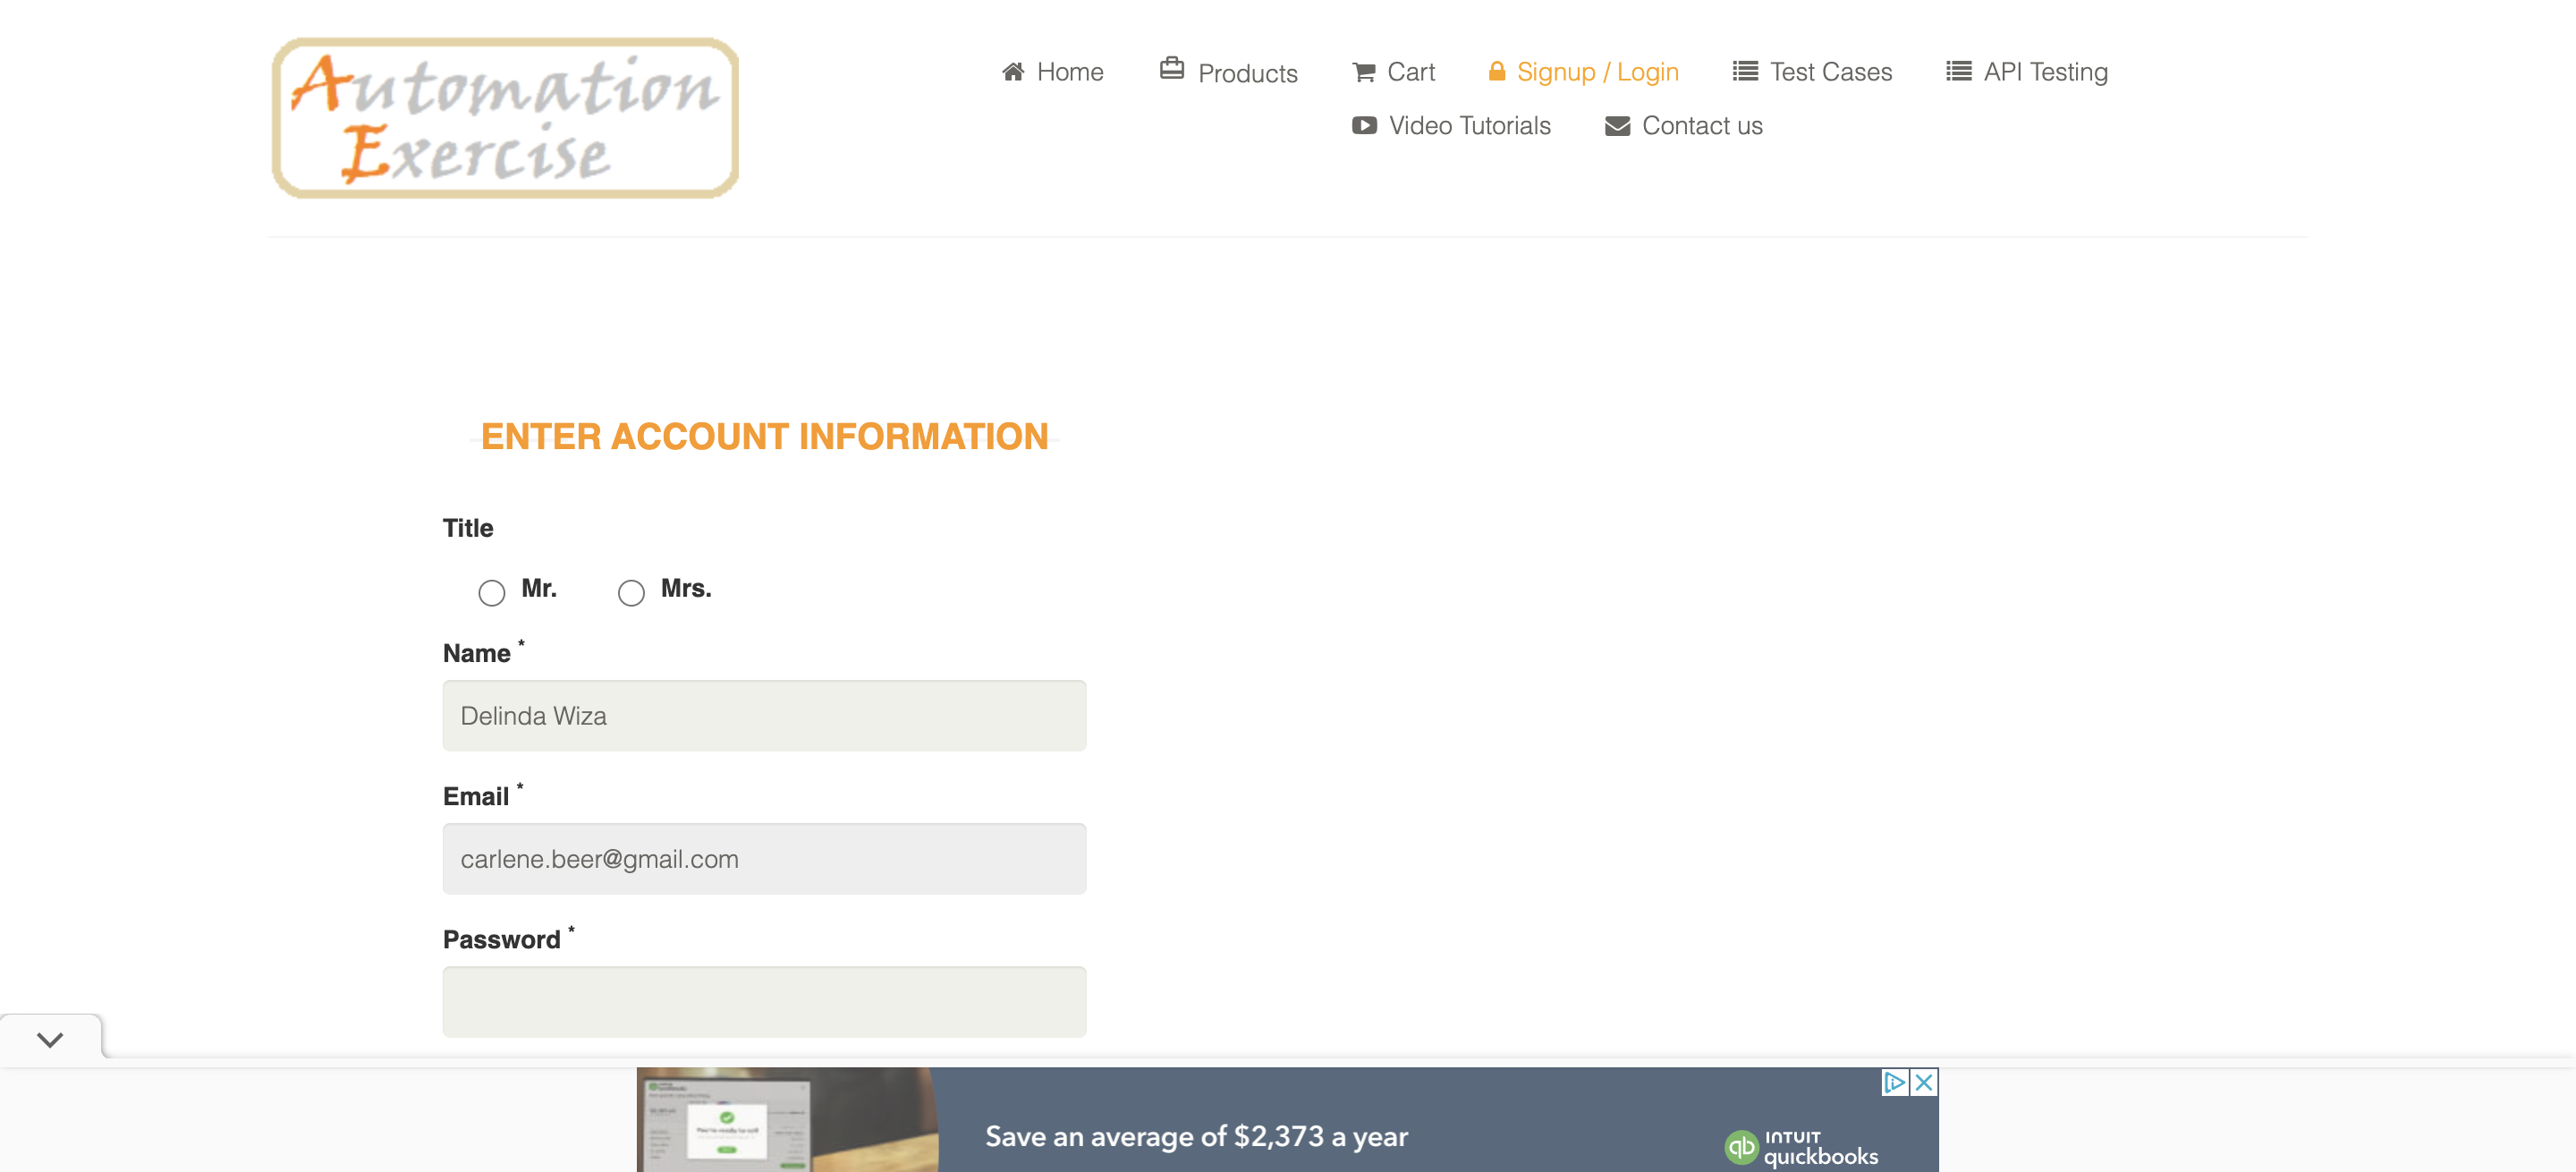 Automation
Exercise
Home Products Cart Signup / Login Test Cases API Testing
Video Tutorials Contact us
ENTER ACCOUNT INFORMATION
Title
Mr. Mrs.
Name *
Delinda Wiza
Email *
carlene.beer@gmail.com
Password *
Save an average of $2,373 a year
qb INTUIT
quickbooks